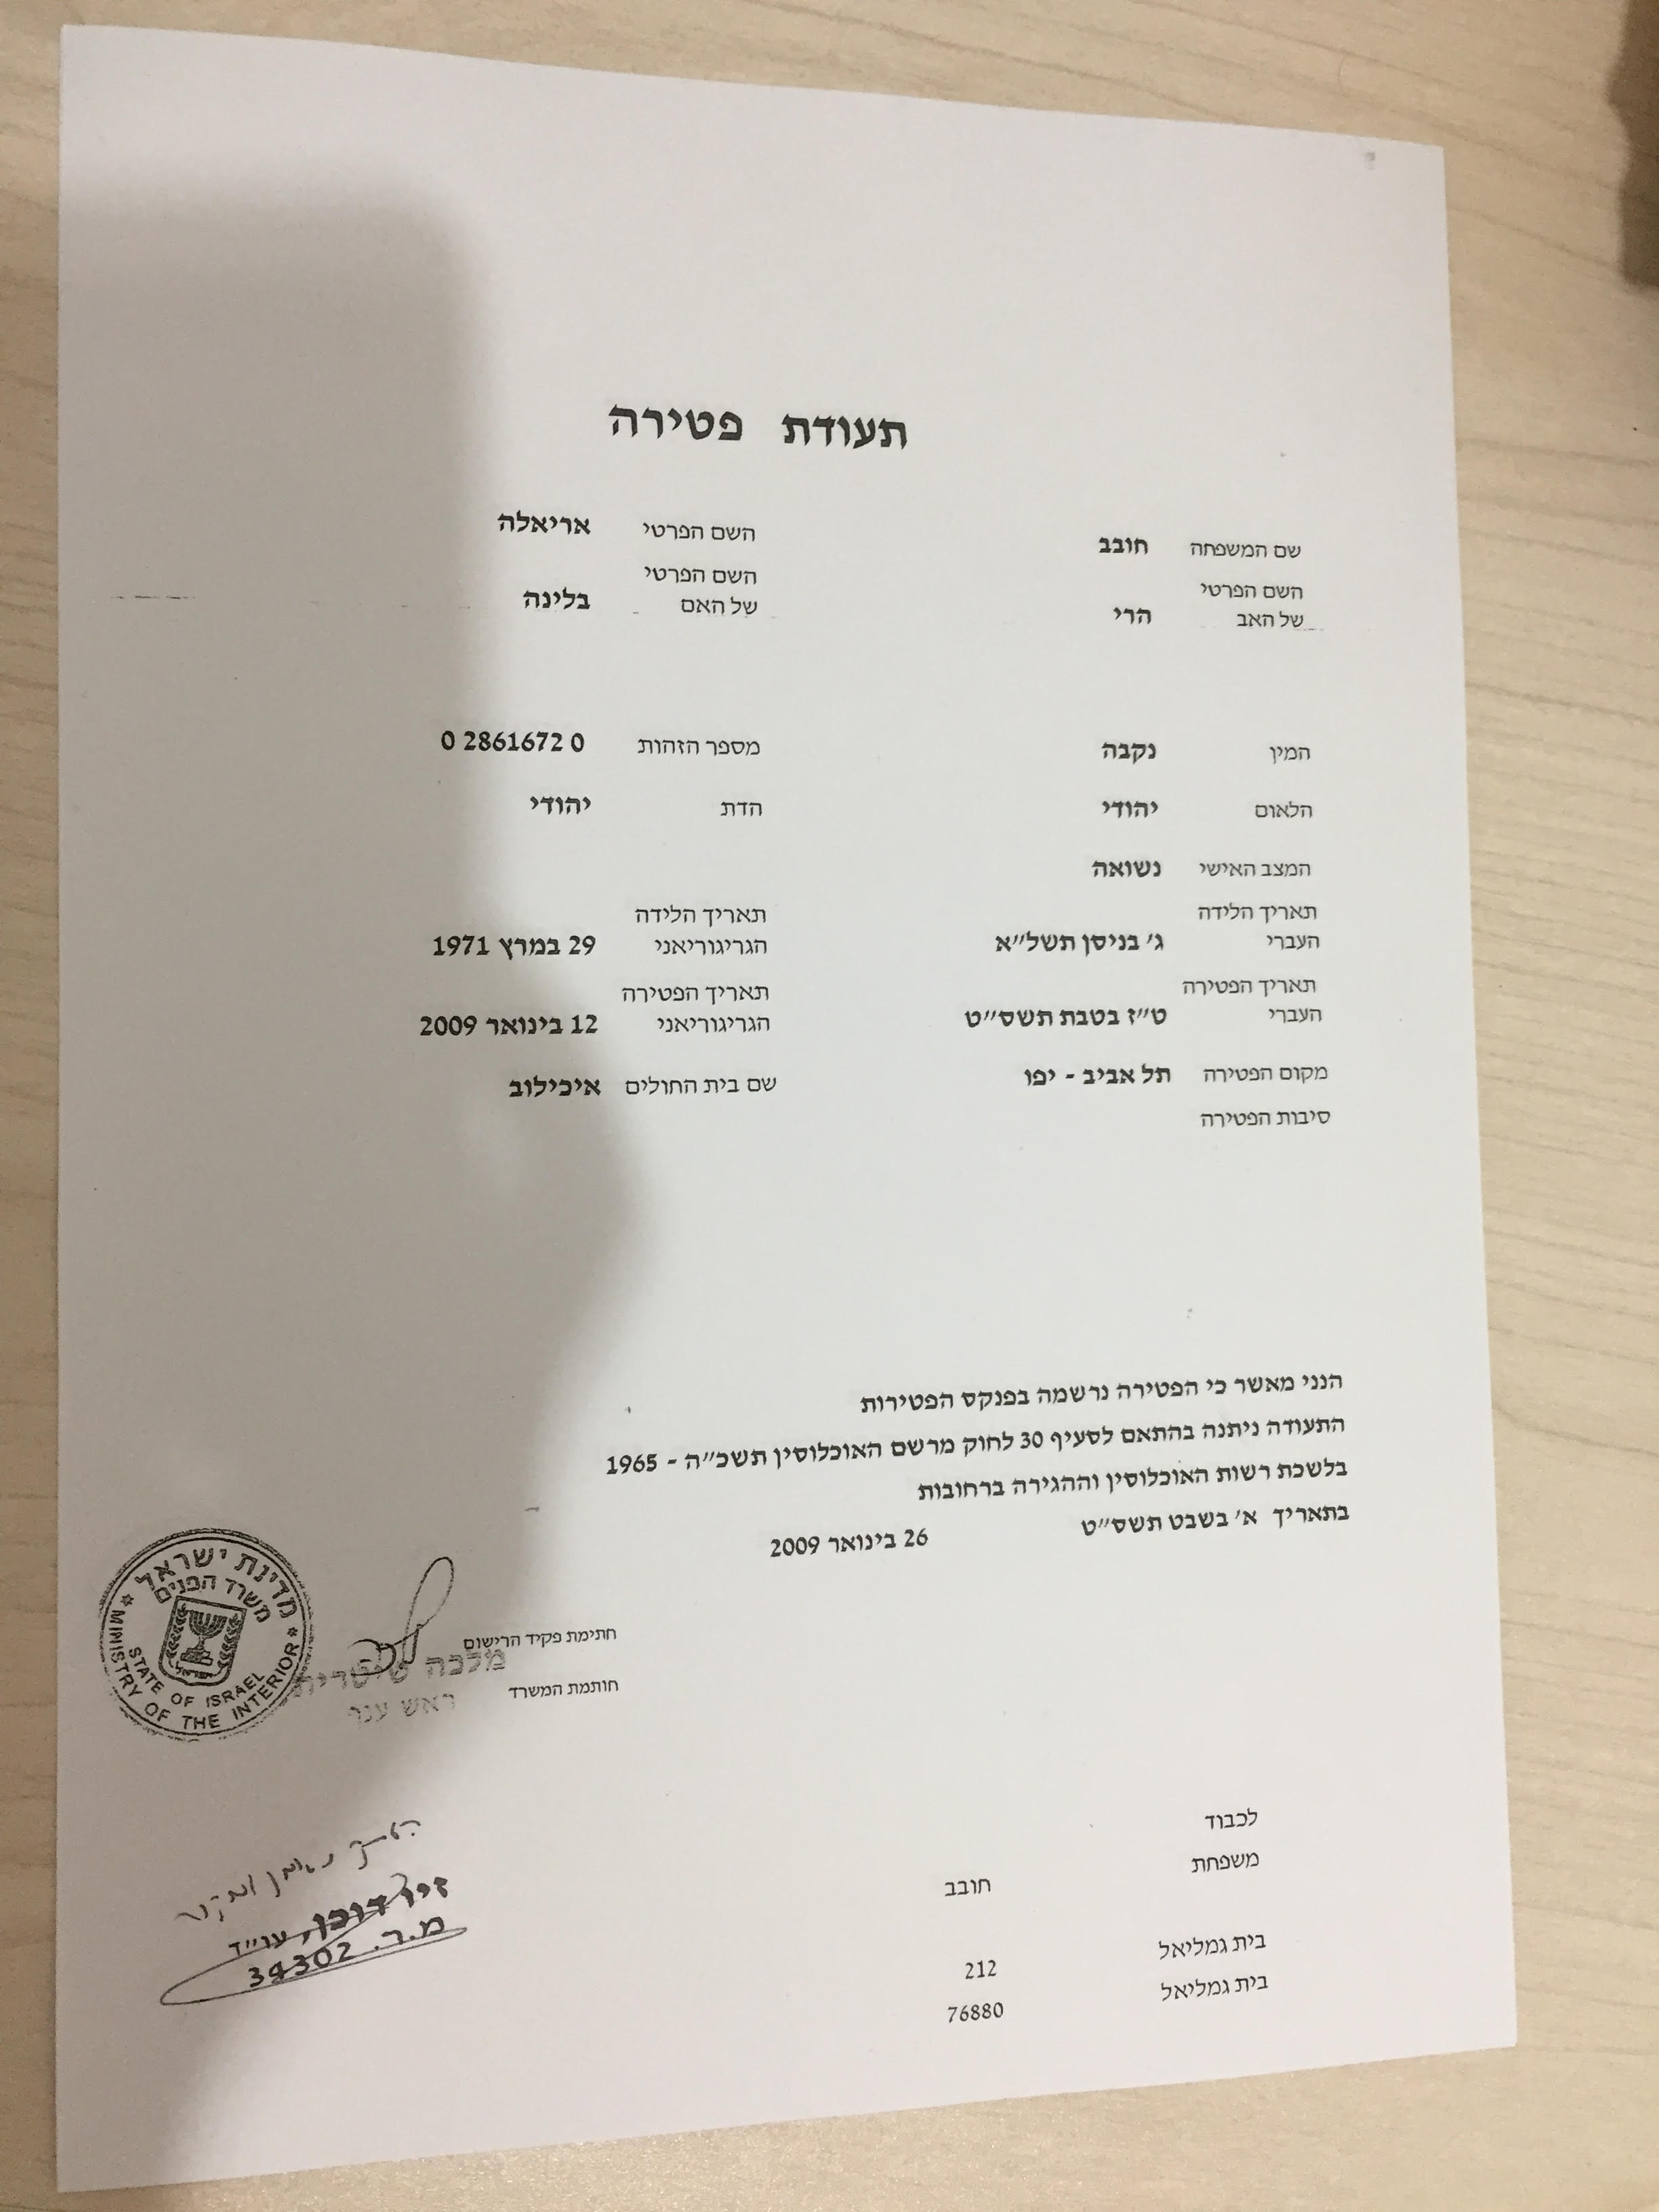 תעודת פטירה
שם המשפחה חובב השם הפרטי אריאלה
השם הפרטי השם הפרטי
של האב הרי של האם בלינה
המין נקבה מספר הזהות 0 2861672 0
הלאום יהודי הדת יהודי
המצב האישי נשואה
תאריך הלידה תאריך הלידה
העברי ג' בניסן תשל"א הגריגוריאני 29 במרץ 1971
תאריך הפטירה תאריך הפטירה
העברי ט"ז בטבת תשס"ט הגריגוריאני 12 בינואר 2009
מקום הפטירה תל אביב - יפו שם בית החולים איכילוב
סיבות הפטירה
הנני מאשר כי הפטירה נרשמה בפנקס הפטירות
התעודה ניתנה בהתאם לסעיף 30 לחוק מרשם האוכלוסין תשכ"ה - 1965
בלשכת רשות האוכלוסין וההגירה ברחובות
בתאריך א' בשבט תשס"ט 26 בינואר 2009
חתימת פקיד הרישום
מלכה
חותמת המשרד
ראש ענף
מדינת ישראל
משרד הפנים
STATE OF ISRAEL
MINISTRY OF THE INTERIOR
לכבוד
משפחת
חובב
בית גמליאל 212
בית גמליאל 76880
נאמן למקור
זיו עו"ד
מ.ר. 34302